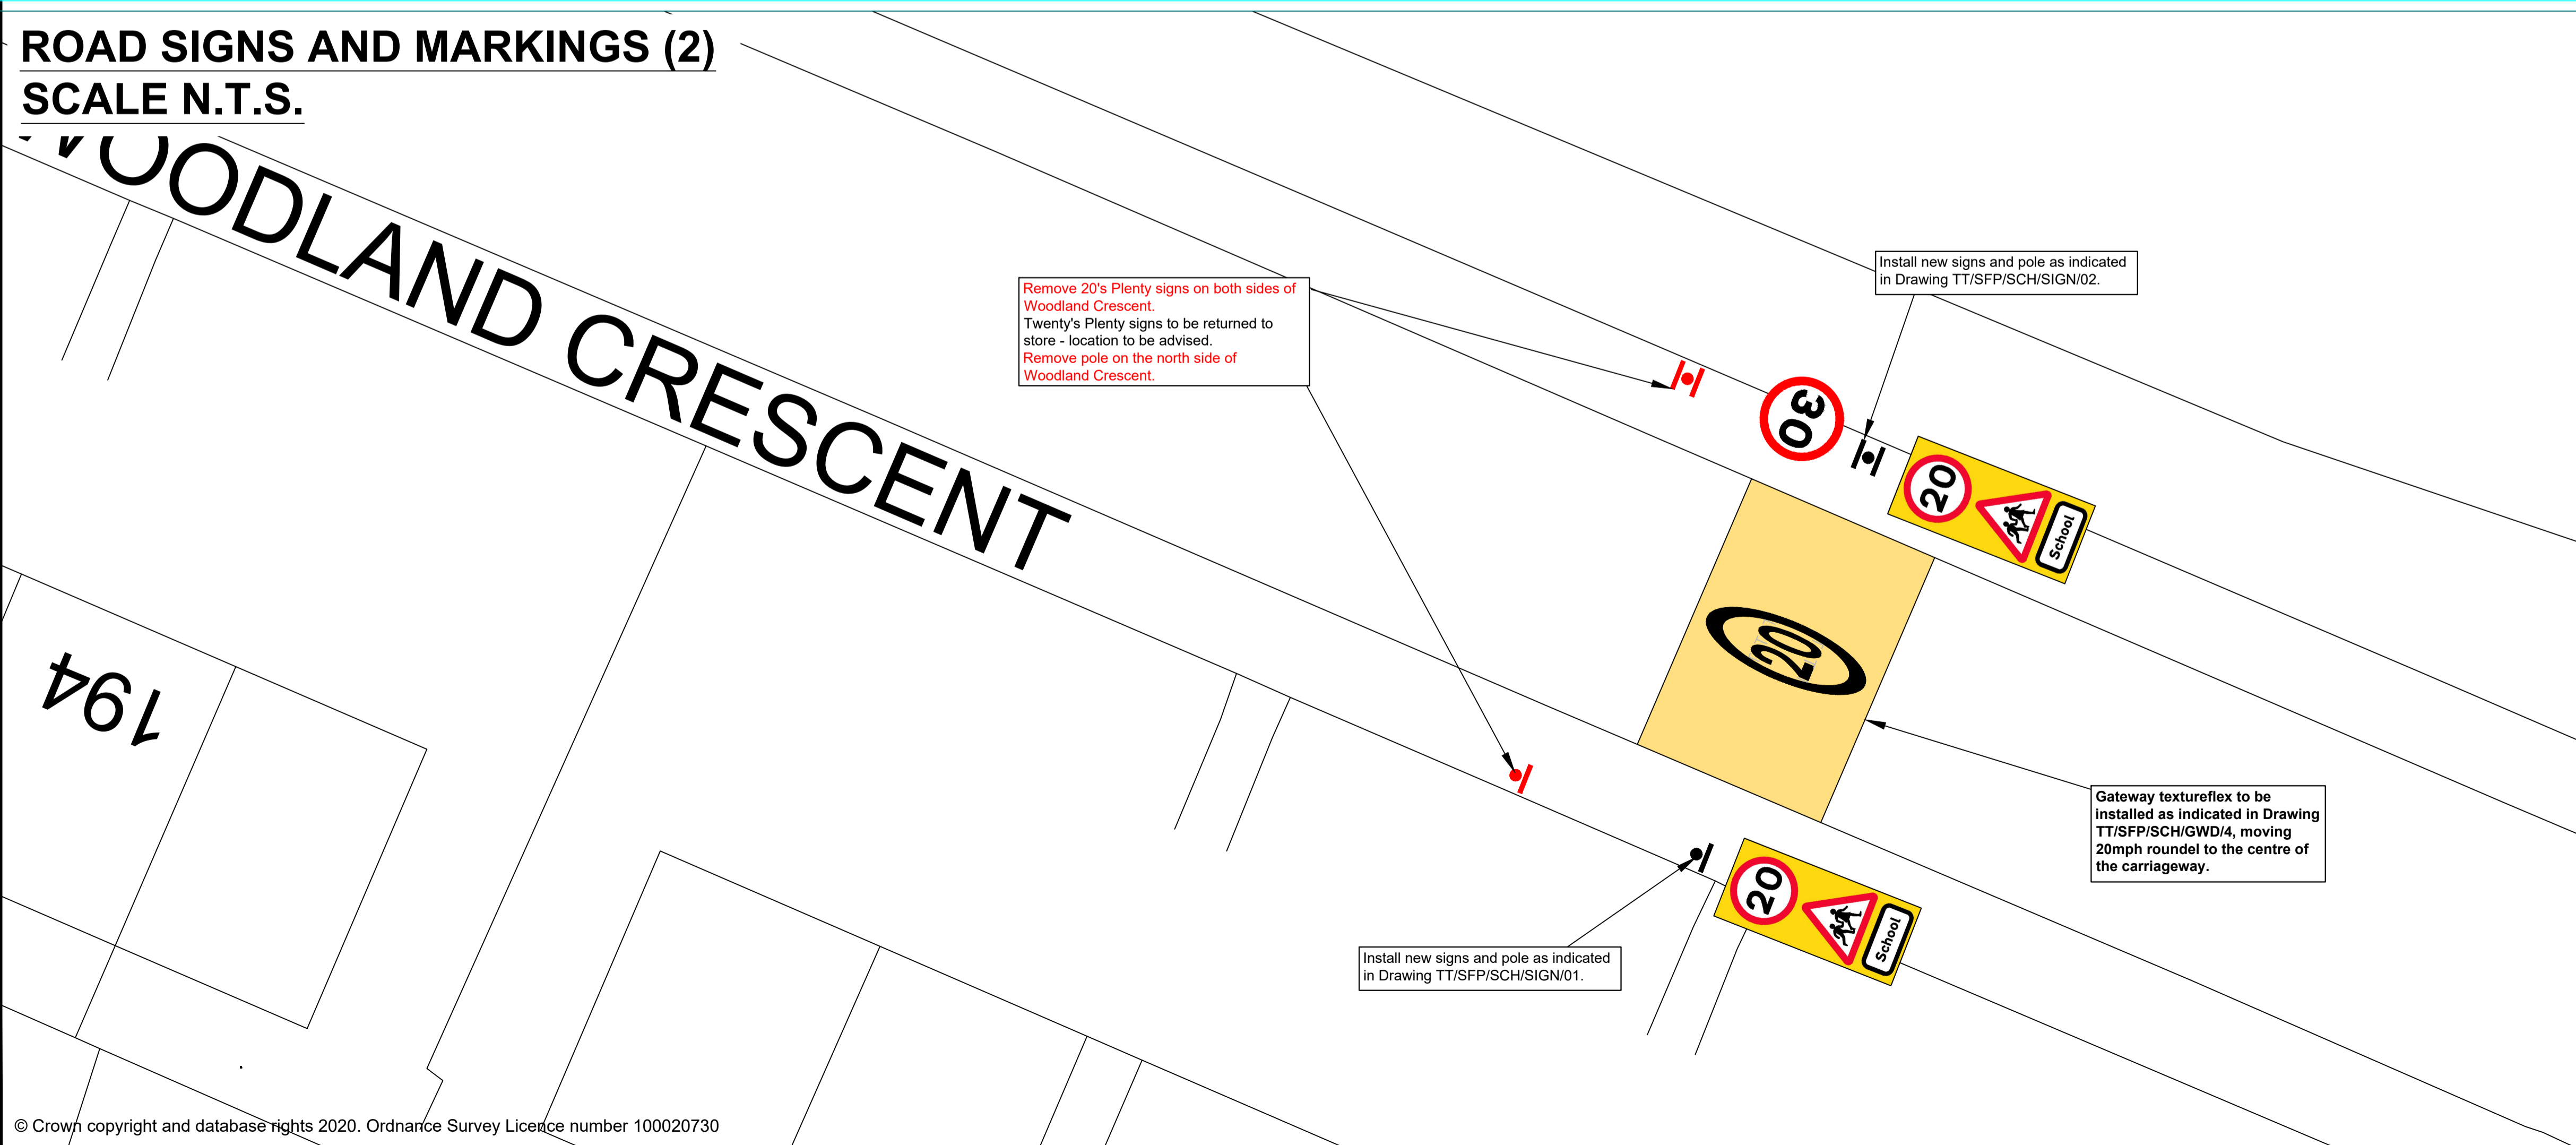 ROAD SIGNS AND MARKINGS (2)
SCALE N.T.S.
WOODLAND CRESCENT
Remove 20's Plenty signs on both sides of
Woodland Crescent.
Twenty's Plenty signs to be returned to
store - location to be advised.
Remove pole on the north side of
Woodland Crescent.
Install new signs and pole as indicated
in Drawing TT/SFP/SCH/SIGN/02.
30
20
School
20
194
Gateway textureflex to be
installed as indicated in Drawing
TT/SFP/SCH/GWD/4, moving
20mph roundel to the centre of
the carriageway.
20
School
Install new signs and pole as indicated
in Drawing TT/SFP/SCH/SIGN/01.
© Crown copyright and database rights 2020. Ordnance Survey Licence number 100020730